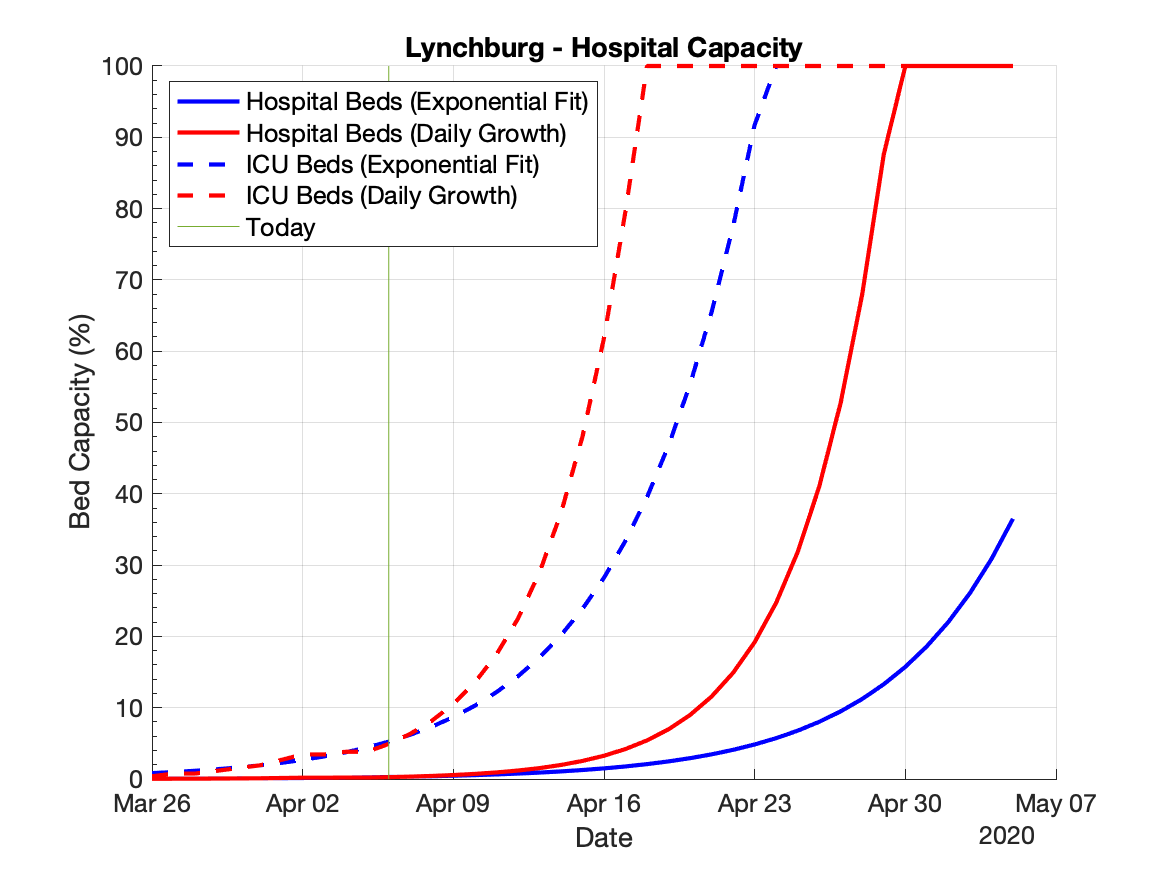 Lynchburg - Hospital Capacity
100
90
80
70
60
50
40
30
20
10
0
Bed Capacity (%)
Hospital Beds (Exponential Fit)
Hospital Beds (Daily Growth)
ICU Beds (Exponential Fit)
ICU Beds (Daily Growth)
Today
Mar 26 Apr 02 Apr 09 Apr 16 Apr 23 Apr 30 May 07
Date
2020